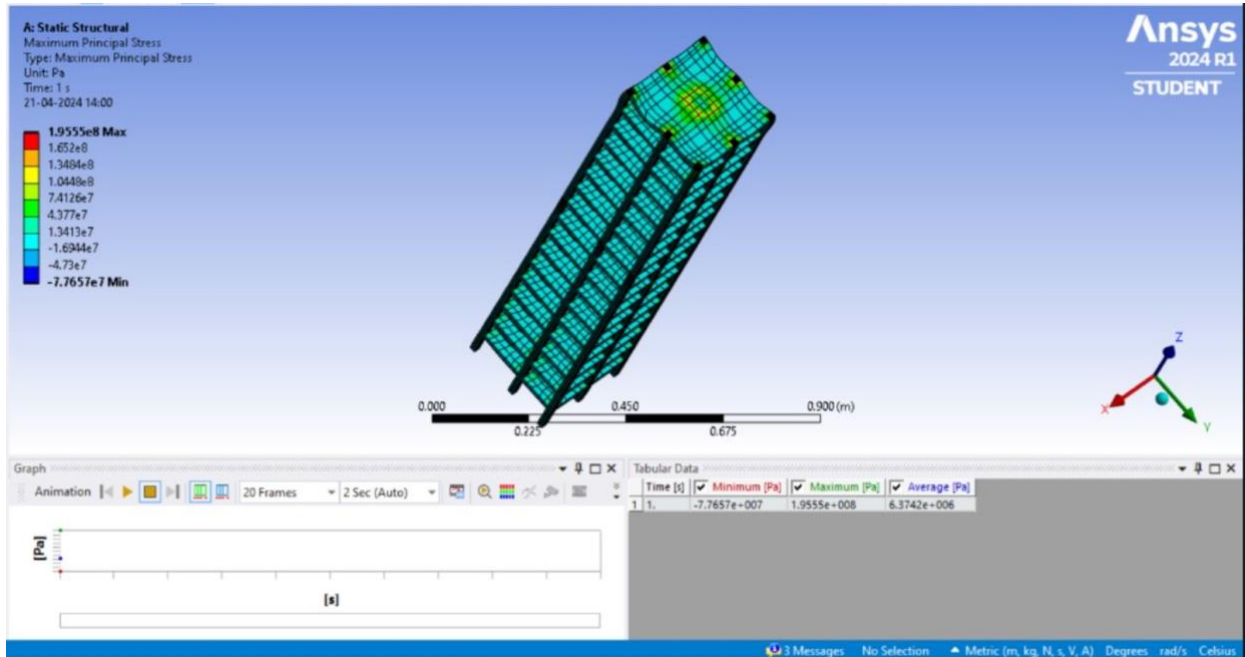 A: Static Structural
Maximum Principal Stress
Type: Maximum Principal Stress
Unit: Pa
Time: 1 s
21-04-2024 14:00
1.9555e8 Max
1.652e8
1.3484e8
1.0448e8
7.4126e7
4.377e7
1.3413e7
-1.6944e7
-4.73e7
-7.7657e7 Min
Ansys
2024 R1
STUDENT
0.000 0.450 0.900 (m)
0.225 0.675
Z
X
Y
Graph
Animation 20 Frames 2 Sec (Auto)
[Pa]
[s]
Tabular Data
Time [s] Minimum [Pa] Maximum [Pa] Average [Pa]
1 1. -7.7657e+007 1.9555e+008 6.3742e+006
3 Messages No Selection Metric (m, kg, N, s, V, A) Degrees rad/s Celsius